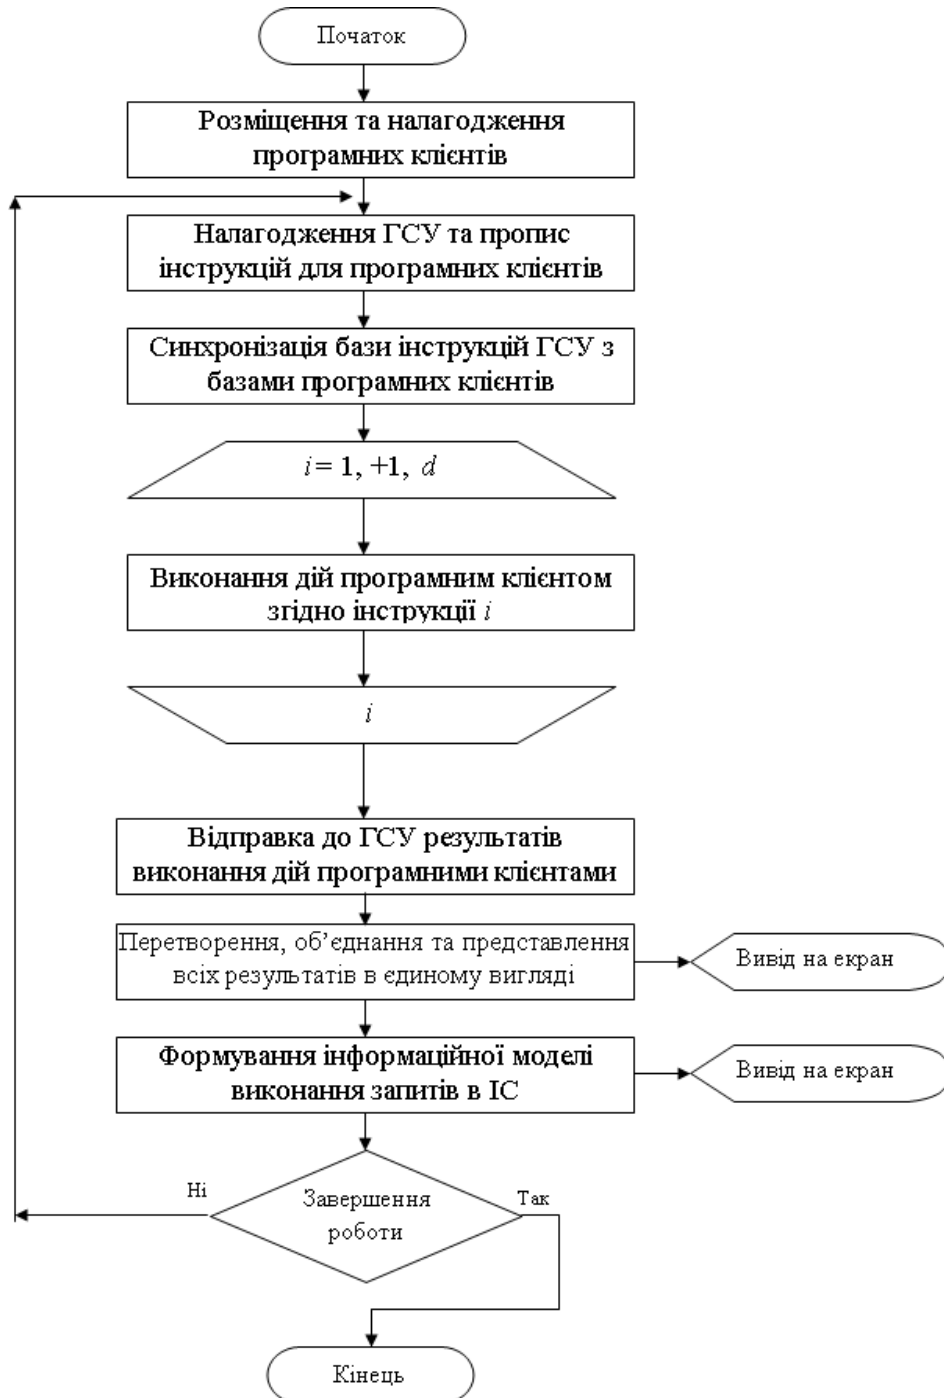 Початок
Розміщення та налагодження
програмних клієнтів
Налагодження ГСУ та пропис
інструкцій для програмних клієнтів
Синхронізація бази інструкцій ГСУ з
базами програмних клієнтів
i = 1, +1, d
Виконання дій програмним клієнтом
згідно інструкції i
i
Відправка до ГСУ результатів
виконання дій програмними клієнтами
Перетворення, об’єднання та представлення
всіх результатів в єдиному вигляді
Вивід на екран
Формування інформаційної моделі
виконання запитів в ІС
Вивід на екран
Ні
Завершення
роботи
Так
Кінець